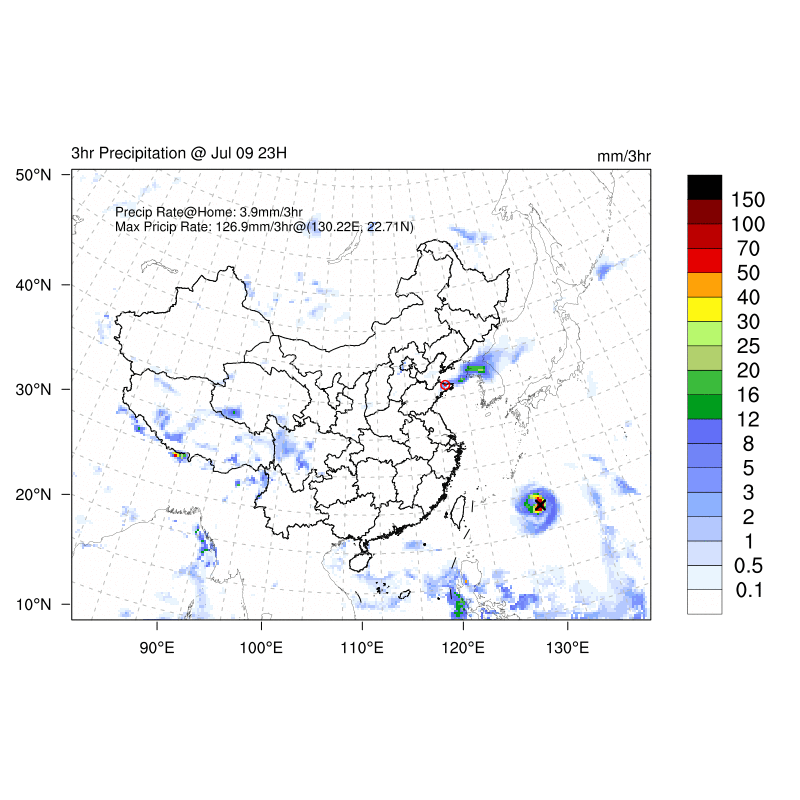 3hr Precipitation @ Jul 09 23H
mm/3hr
Precip Rate@Home: 3.9mm/3hr
Max Pricip Rate: 126.9mm/3hr@(130.22E, 22.71N)
50°N
40°N
30°N
20°N
10°N
90°E
100°E
110°E
120°E
130°E
150
100
70
50
40
30
25
20
16
12
8
5
3
2
1
0.5
0.1